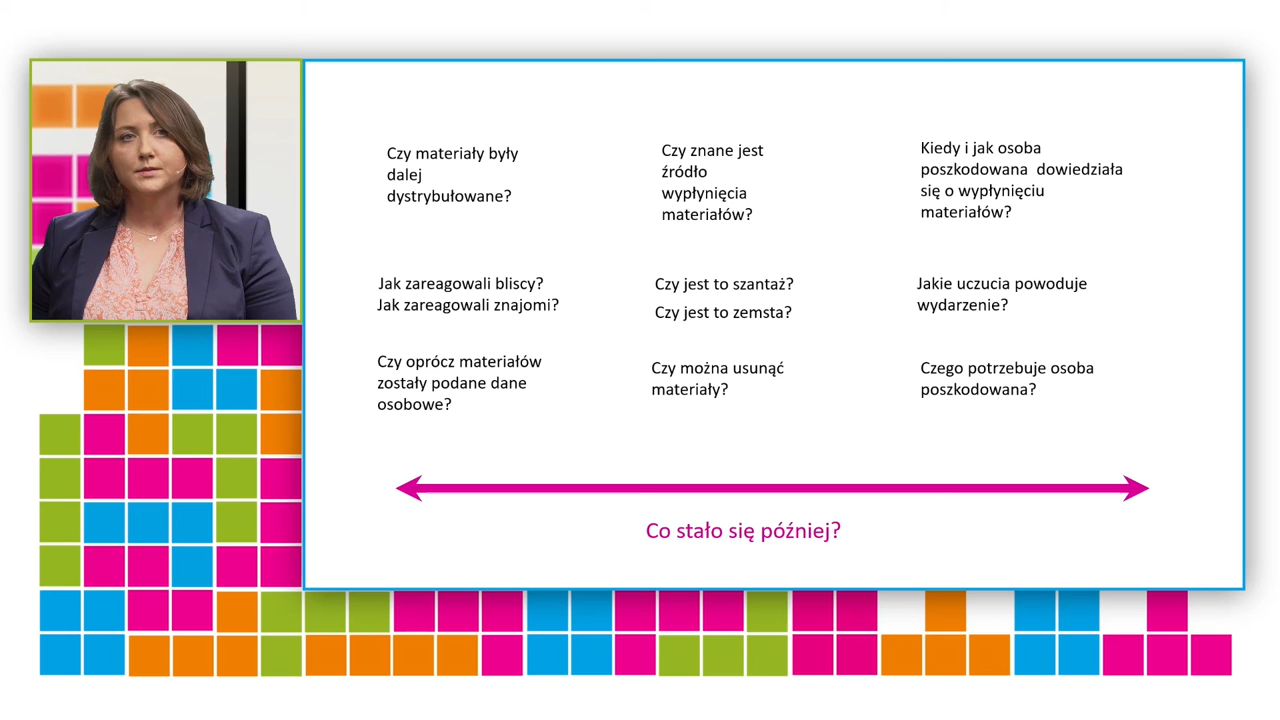 Czy materiały były
dalej
dystrybułowane?
Czy znane jest
źródło
wypłynięcia
materiałów?
Kiedy i jak osoba
poszkodowana dowiedziała
się o wypłynięciu
materiałów?
Jak zareagowali bliscy?
Jak zareagowali znajomi?
Czy jest to szantaż?
Czy jest to zemsta?
Jakie uczucia powoduje
wydarzenie?
Czy oprócz materiałów
zostały podane dane
osobowe?
Czy można usunąć
materiały?
Czego potrzebuje osoba
poszkodowana?
Co stało się później?